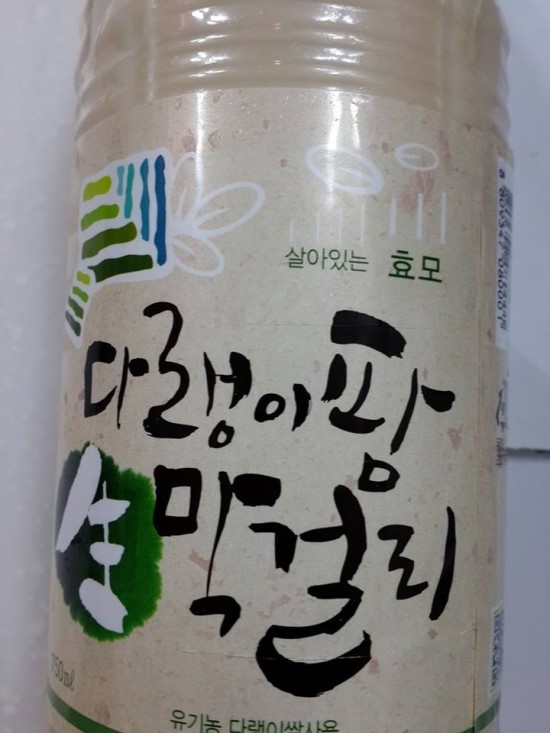 살아있는 효모
다랭이팜
생막걸리
750ml
유기농 다랭이쌀사용